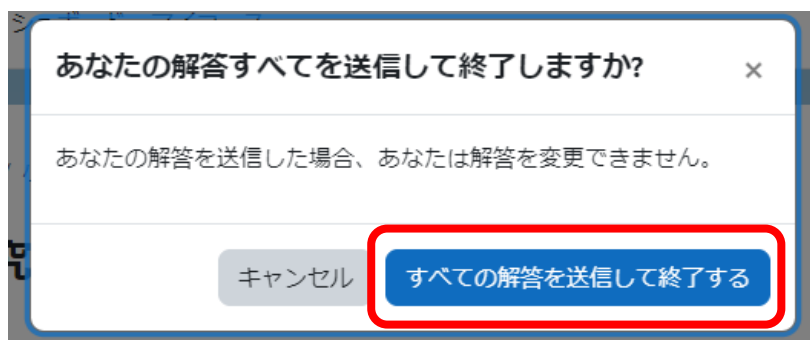 あなたの解答すべてを送信して終了しますか?
×
あなたの解答を送信した場合、あなたは解答を変更できません。
キャンセル
すべての解答を送信して終了する